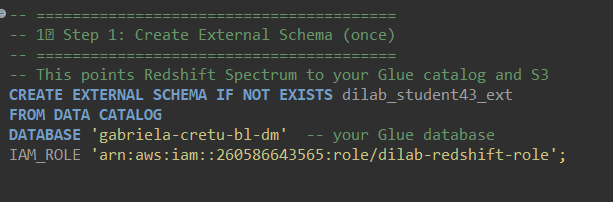 -- ========================================
-- 1 Step 1: Create External Schema (once)
-- ========================================
-- This points Redshift Spectrum to your Glue catalog and S3
CREATE EXTERNAL SCHEMA IF NOT EXISTS dilab_student43_ext
FROM DATA CATALOG
DATABASE 'gabriela-cretu-bl-dm'  -- your Glue database
IAM_ROLE 'arn:aws:iam::260586643565:role/dilab-redshift-role';